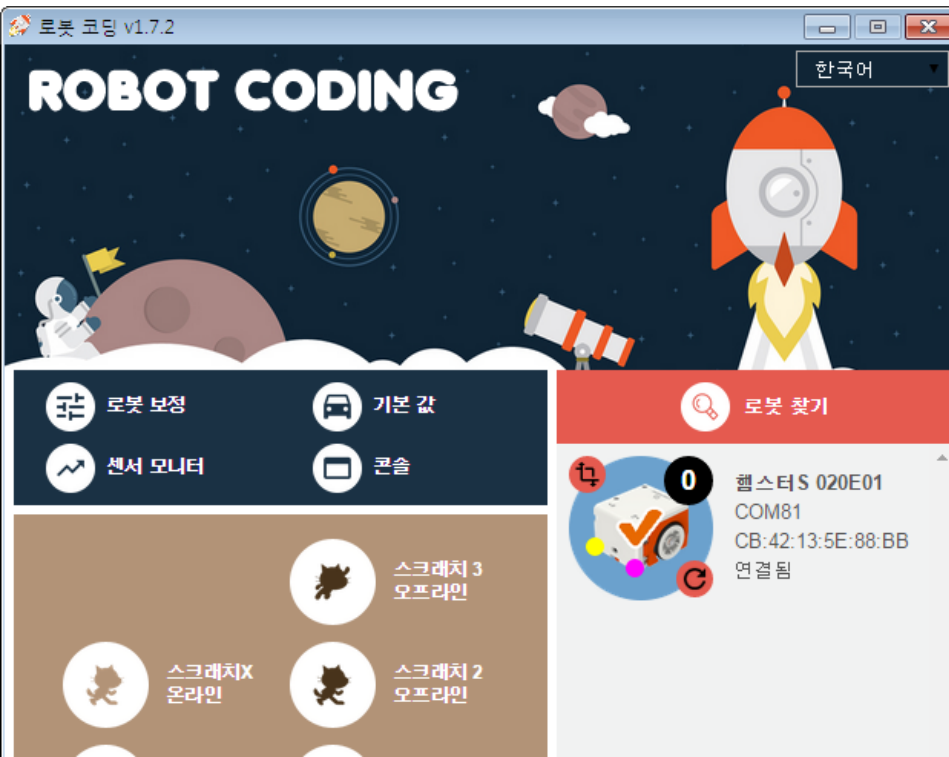 로봇 코딩 v1.7.2
한국어
ROBOT CODING
로봇 보정
기본 값
센서 모니터
콘솔
로봇 찾기
0
햄스터S 020E01
COM81
CB:42:13:5E:88:BB
연결됨
스크래치 3
오프라인
스크래치X
온라인
스크래치 2
오프라인